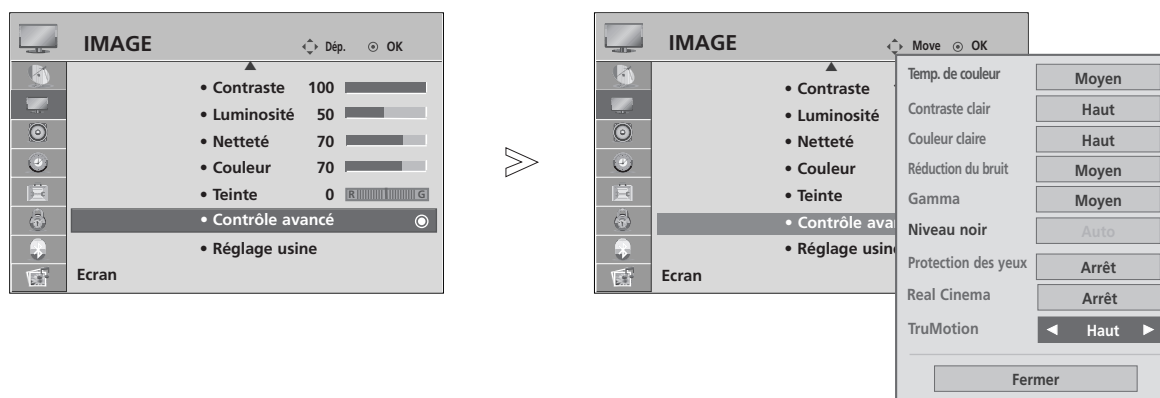 IMAGE
Dép. OK
• Contraste 100
• Luminosité 50
• Netteté 70
• Couleur 70
• Teinte 0 R G
• Contrôle avancé
• Réglage usine
Ecran
IMAGE
Move OK
• Contraste
• Luminosité
• Netteté
• Couleur
• Teinte
• Contrôle ava
• Réglage usin
Ecran
Temp. de couleur Moyen
Contraste clair Haut
Couleur claire Haut
Réduction du bruit Moyen
Gamma Moyen
Niveau noir Auto
Protection des yeux Arrêt
Real Cinema Arrêt
TruMotion ◄ Haut ►
Fermer